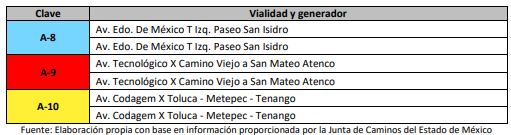 Clave Vialidad y generador
A-8
Av. Edo. De México T Izq. Paseo San Isidro
Av. Edo. De México T Izq. Paseo San Isidro
A-9
Av. Tecnológico X Camino Viejo a San Mateo Atenco
Av. Tecnológico X Camino Viejo a San Mateo Atenco
A-10
Av. Codagem X Toluca - Metepec - Tenango
Av. Codagem X Toluca - Metepec - Tenango
Fuente: Elaboración propia con base en información proporcionada por la Junta de Caminos del Estado de México